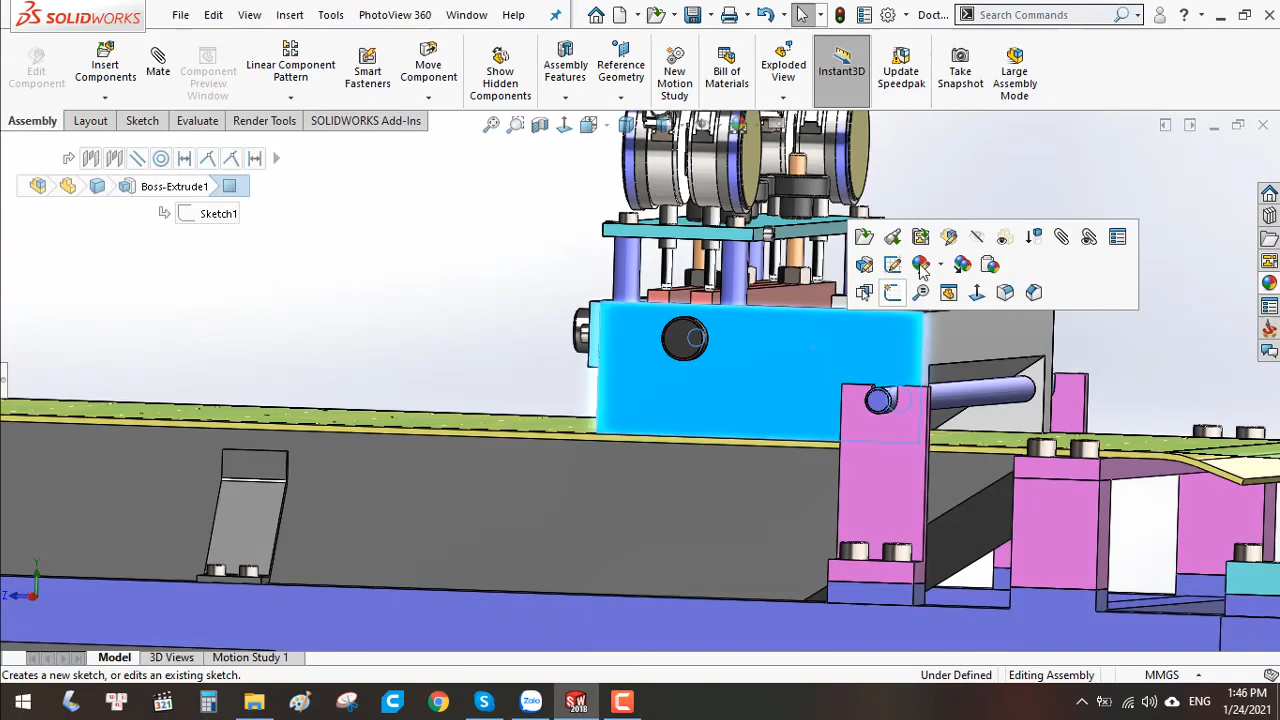 SOLIDWORKS File Edit View Insert Tools PhotoView 360 Window Help Doct... Search Commands ?
Edit Component
Insert Components
Mate
Component Preview Window
Linear Component Pattern
Smart Fasteners
Move Component
Show Hidden Components
Assembly Features
Reference Geometry
New Motion Study
Bill of Materials
Exploded View
Instant3D
Update Speedpak
Take Snapshot
Large Assembly Mode
Assembly Layout Sketch Evaluate Render Tools SOLIDWORKS Add-Ins
Boss-Extrude1
Sketch1
Y
Z
Model 3D Views Motion Study 1
Creates a new sketch, or edits an existing sketch. Under Defined Editing Assembly MMGS
321
Zalo
SW
2018
ENG
1:46 PM
1/24/2021